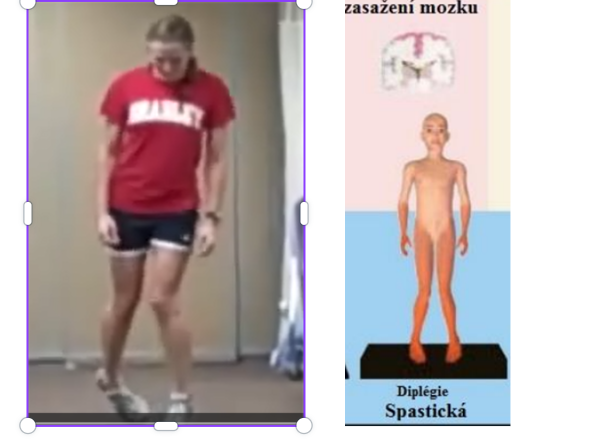 BRADLEY
zasažení mozku
Diplégie
Spastická